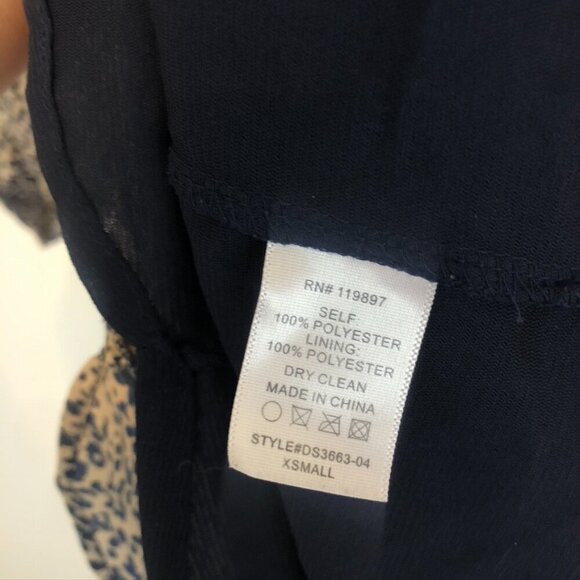 RN# 119897
SELF
100% POLYESTER
LINING:
100% POLYESTER
DRY CLEAN
MADE IN CHINA
STYLE#DS3663-04
XSMALL